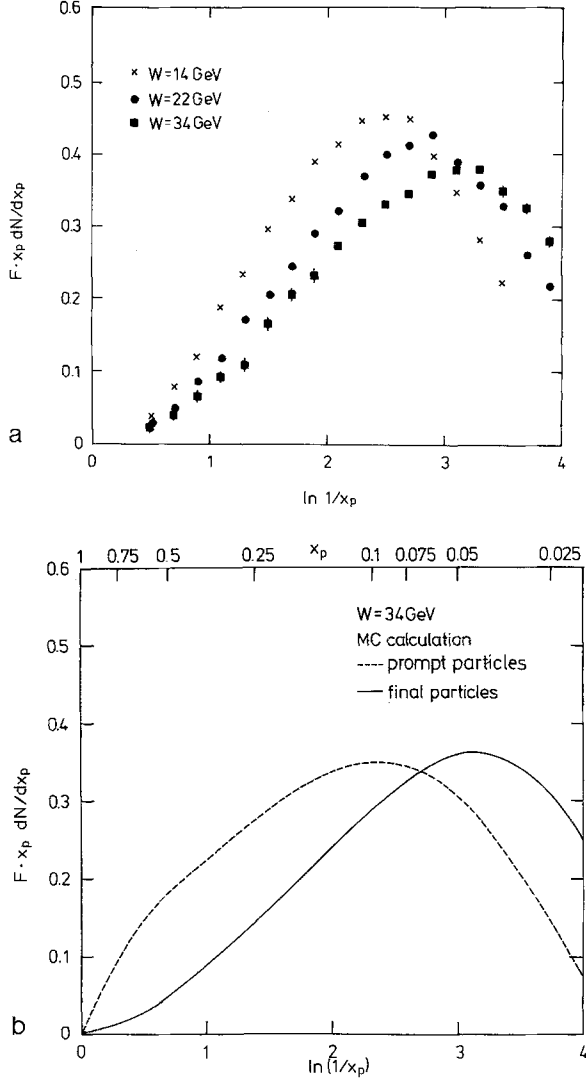 0.6
0.5
0.4
0.3
0.2
0.1
0
F · xp dN/dxp
× W = 14 GeV
● W = 22 GeV
■ W = 34 GeV
0 1 2 3 4
ln 1/xp
a
1 0.75 0.5 0.25 xp 0.1 0.075 0.05 0.025
0.6
0.5
0.4
0.3
0.2
0.1
0
F · xp dN/dxp
W = 34 GeV
MC calculation
---- prompt particles
— final particles
0 1 2 3 4
ln (1/xp)
b